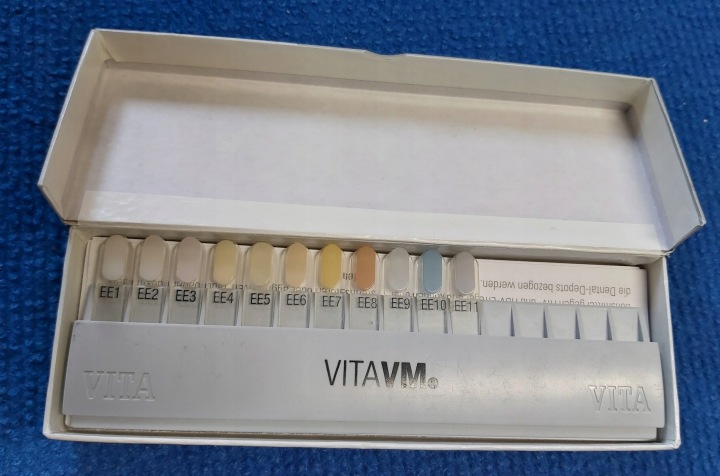 EE1 EE2 EE3 EE4 EE5 EE6 EE7 EE8 EE9 EE10 EE11
die Dental-Depots bezogen werden.
VITAVM®
VITA
VITA